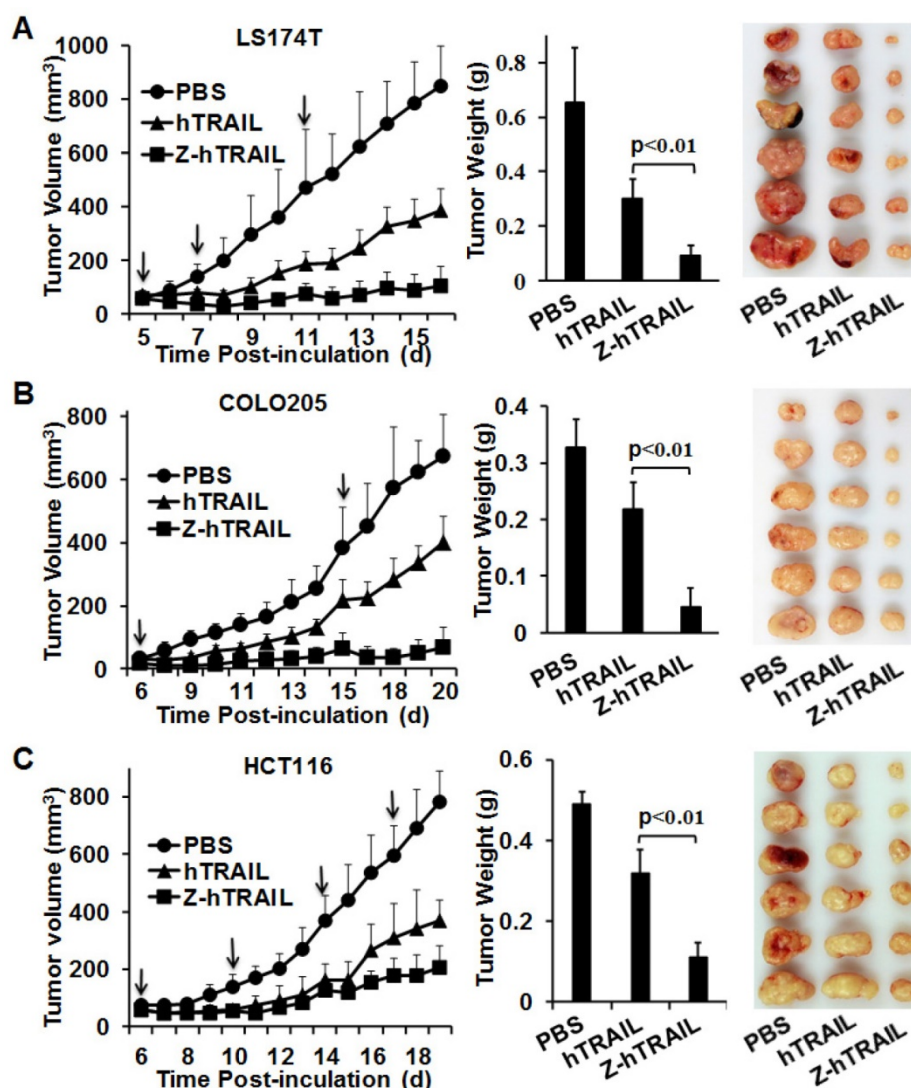 A
LS174T
Tumor Volume (mm³)
1000
800
600
400
200
0
PBS
hTRAIL
Z-hTRAIL
5 7 9 11 13 15
Time Post-inculation (d)
Tumor Weight (g)
0.8
0.6
0.4
0.2
0
p<0.01
PBS
hTRAIL
Z-hTRAIL
PBS
hTRAIL
Z-hTRAIL
B
COLO205
Tumor Volume (mm³)
800
600
400
200
0
PBS
hTRAIL
Z-hTRAIL
6 9 11 13 15 18 20
Time Post-inculation (d)
Tumor Weight (g)
0.4
0.3
0.2
0.1
0
p<0.01
PBS
hTRAIL
Z-hTRAIL
PBS
hTRAIL
Z-hTRAIL
C
HCT116
Tumor volume (mm³)
800
600
400
200
0
PBS
hTRAIL
Z-hTRAIL
6 8 10 12 14 16 18
Time Post-inculation (d)
Tumor Weight (g)
0.6
0.4
0.2
0
p<0.01
PBS
hTRAIL
Z-hTRAIL
PBS
hTRAIL
Z-hTRAIL